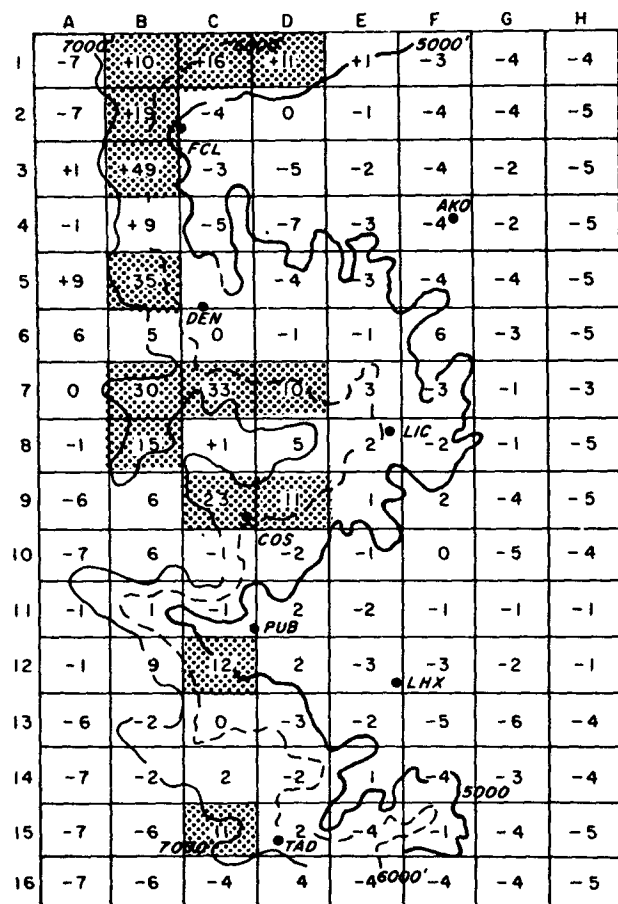 A B C D E F G H
7000 6000' 5000'
1 -7 +10 +16 +11 +1 -3 -4 -4
2 -7 +19 -4 0 -1 -4 -4 -5
FCL
3 +1 +49 -3 -5 -2 -4 -2 -5
AKO
4 -1 +9 -5 -7 -3 -4 -2 -5
5 +9 35 -4 -3 -4 -4 -5
DEN
6 6 5 0 -1 -1 6 -3 -5
7 0 30 33 10 3 -3 -1 -3
8 -1 15 +1 5 2 LIC -2 -1 -5
9 -6 6 23 11 1 2 -4 -5
COS
10 -7 6 -1 -2 -1 0 -5 -4
11 -1 1 -1 2 -2 -1 -1 -1
PUB
12 -1 9 12 2 -3 -3 -2 -1
LHX
13 -6 -2 0 -3 -2 -5 -6 -4
14 -7 -2 2 -2 1 -4 -3 -4
5000
15 -7 -6 11 2 -4 -1 -4 -5
7000' TAD
6000'
16 -7 -6 -4 4 -4 -4 -4 -5